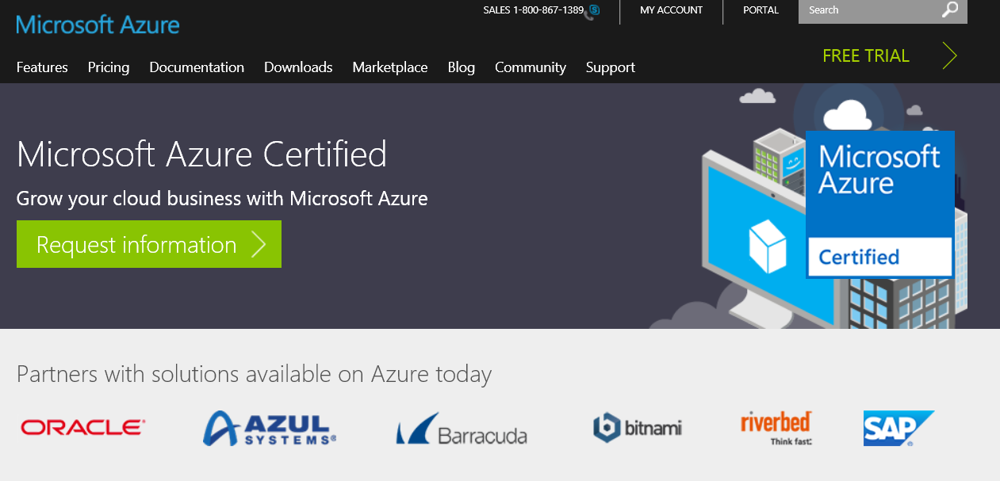 Microsoft Azure
SALES 1-800-867-1389
MY ACCOUNT
PORTAL
Search
Features Pricing Documentation Downloads Marketplace Blog Community Support
FREE TRIAL
Microsoft Azure Certified
Grow your cloud business with Microsoft Azure
Request information
Microsoft
Azure
Certified
Partners with solutions available on Azure today
ORACLE®
AZUL
SYSTEMS®
Barracuda
bitnami
riverbed
Think fast.
SAP